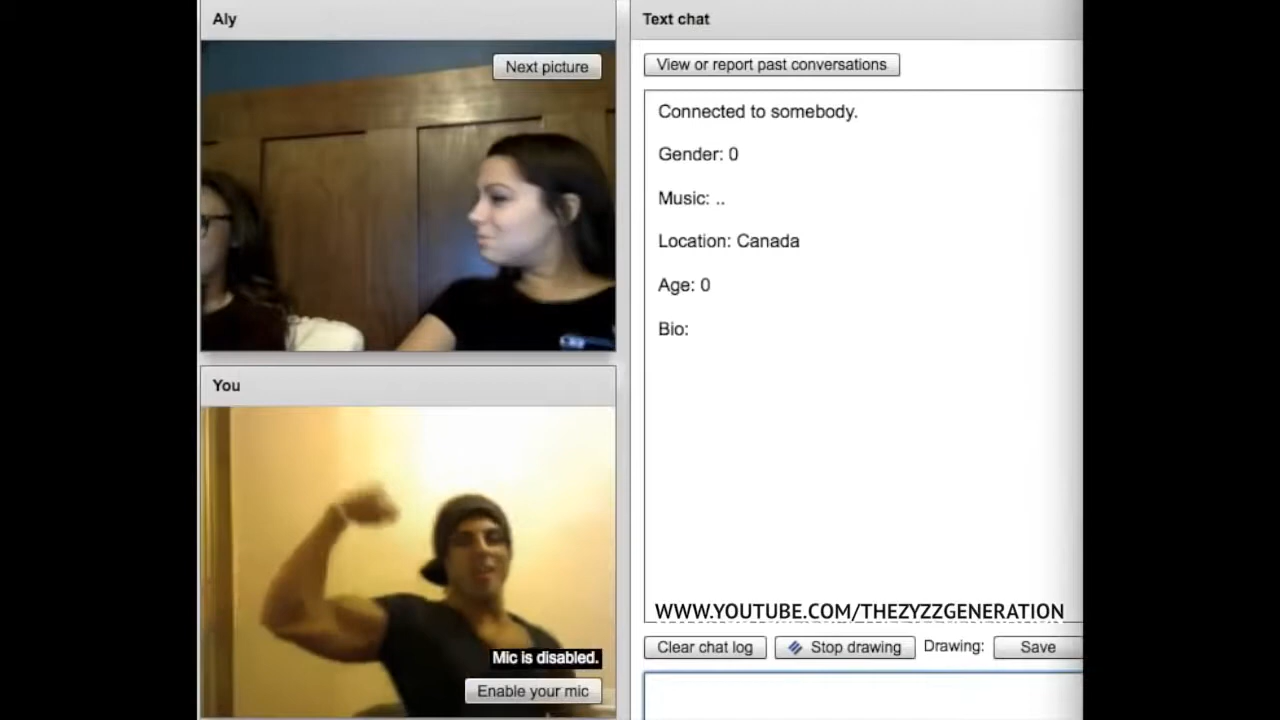 Aly
Next picture
You
Mic is disabled.
Enable your mic
Text chat
View or report past conversations
Connected to somebody.
Gender: 0
Music: ..
Location: Canada
Age: 0
Bio:
WWW.YOUTUBE.COM/THEZYZZGENERATION
Clear chat log
Stop drawing
Drawing:
Save